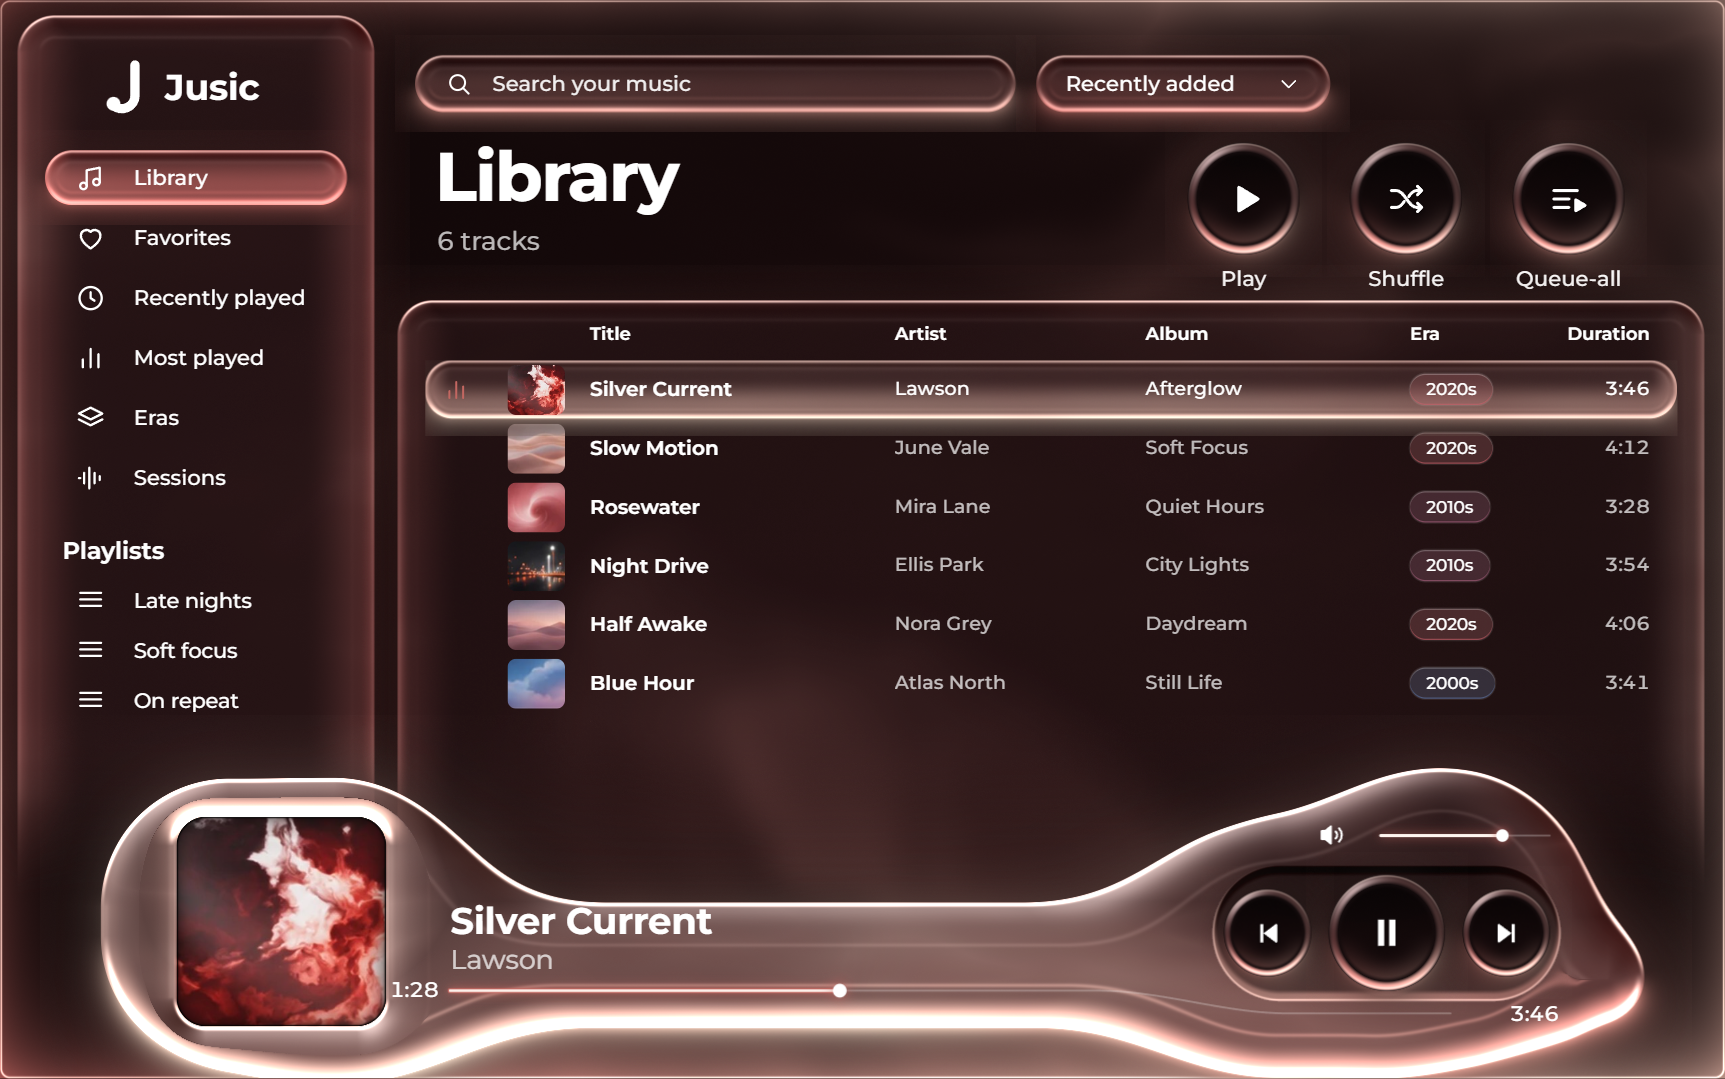 Jusic
Library
Favorites
Recently played
Most played
Eras
Sessions
Playlists
Late nights
Soft focus
On repeat
Search your music
Recently added
Library
6 tracks
Play
Shuffle
Queue-all
Title Artist Album Era Duration
Silver Current Lawson Afterglow 2020s 3:46
Slow Motion June Vale Soft Focus 2020s 4:12
Rosewater Mira Lane Quiet Hours 2010s 3:28
Night Drive Ellis Park City Lights 2010s 3:54
Half Awake Nora Grey Daydream 2020s 4:06
Blue Hour Atlas North Still Life 2000s 3:41
Silver Current
Lawson
1:28
3:46